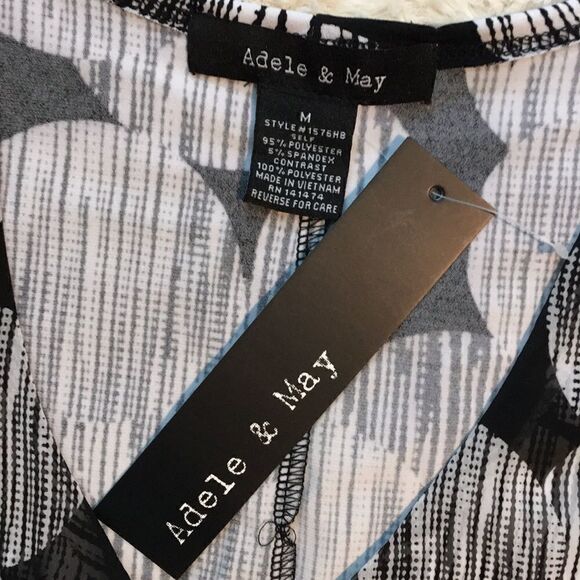 Adele & May
M
STYLE#1576HB
SELF
95%POLYESTER
5%SPANDEX
CONTRAST
100%POLYESTER
MADE IN VIETNAM
RN 141474
REVERSE FOR CARE
Adele & May